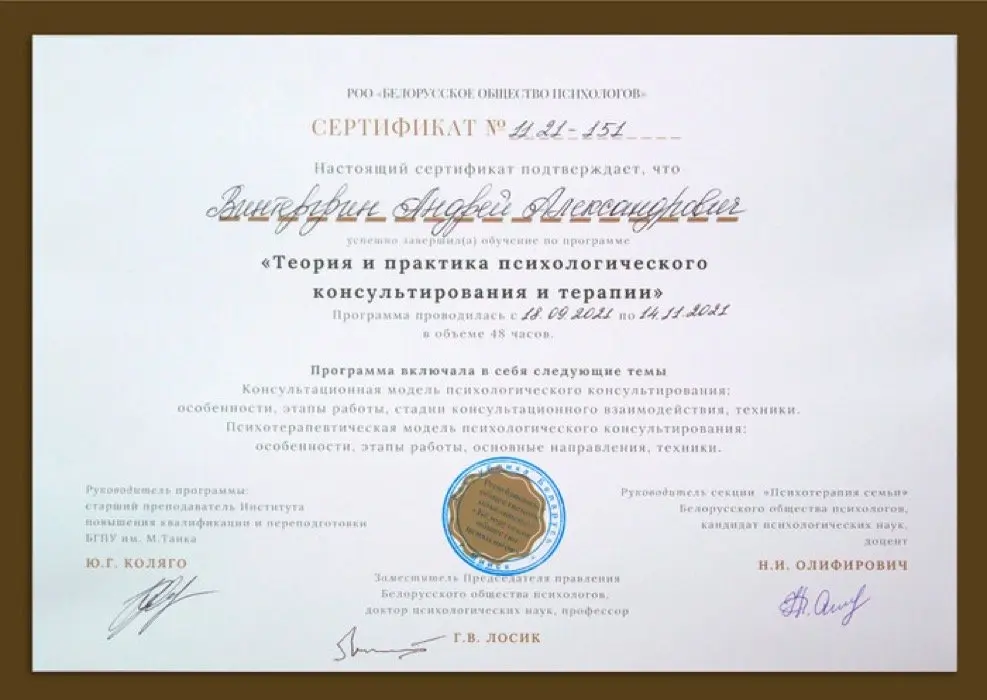 РОО «БЕЛОРУССКОЕ ОБЩЕСТВО ПСИХОЛОГОВ»
СЕРТИФИКАТ № 11 21-151
Настоящий сертификат подтверждает, что
Винтергрин Андрей Александрович
успешно завершил(а) обучение по программе
«Теория и практика психологического
консультирования и терапии»
Программа проводилась с 18.09.2021 по 14.11.2021
в объеме 48 часов.
Программа включала в себя следующие темы
Консультационная модель психологического консультирования:
особенности, этапы работы, стадии консультационного взаимодействия, техники.
Психотерапевтическая модель психологического консультирования:
особенности, этапы работы, основные направления, техники.
Руководитель программы:
старший преподаватель Института
повышения квалификации и переподготовки
БГПУ им. М.Танка
Ю.Г. КОЛЯГО
Руководитель секции «Психотерапия семьи»
Белорусского общества психологов,
кандидат психологических наук,
доцент
Н.И. ОЛИФИРОВИЧ
Заместитель Председателя правления
Белорусского общества психологов,
доктор психологических наук, профессор
Г.В. ЛОСИК